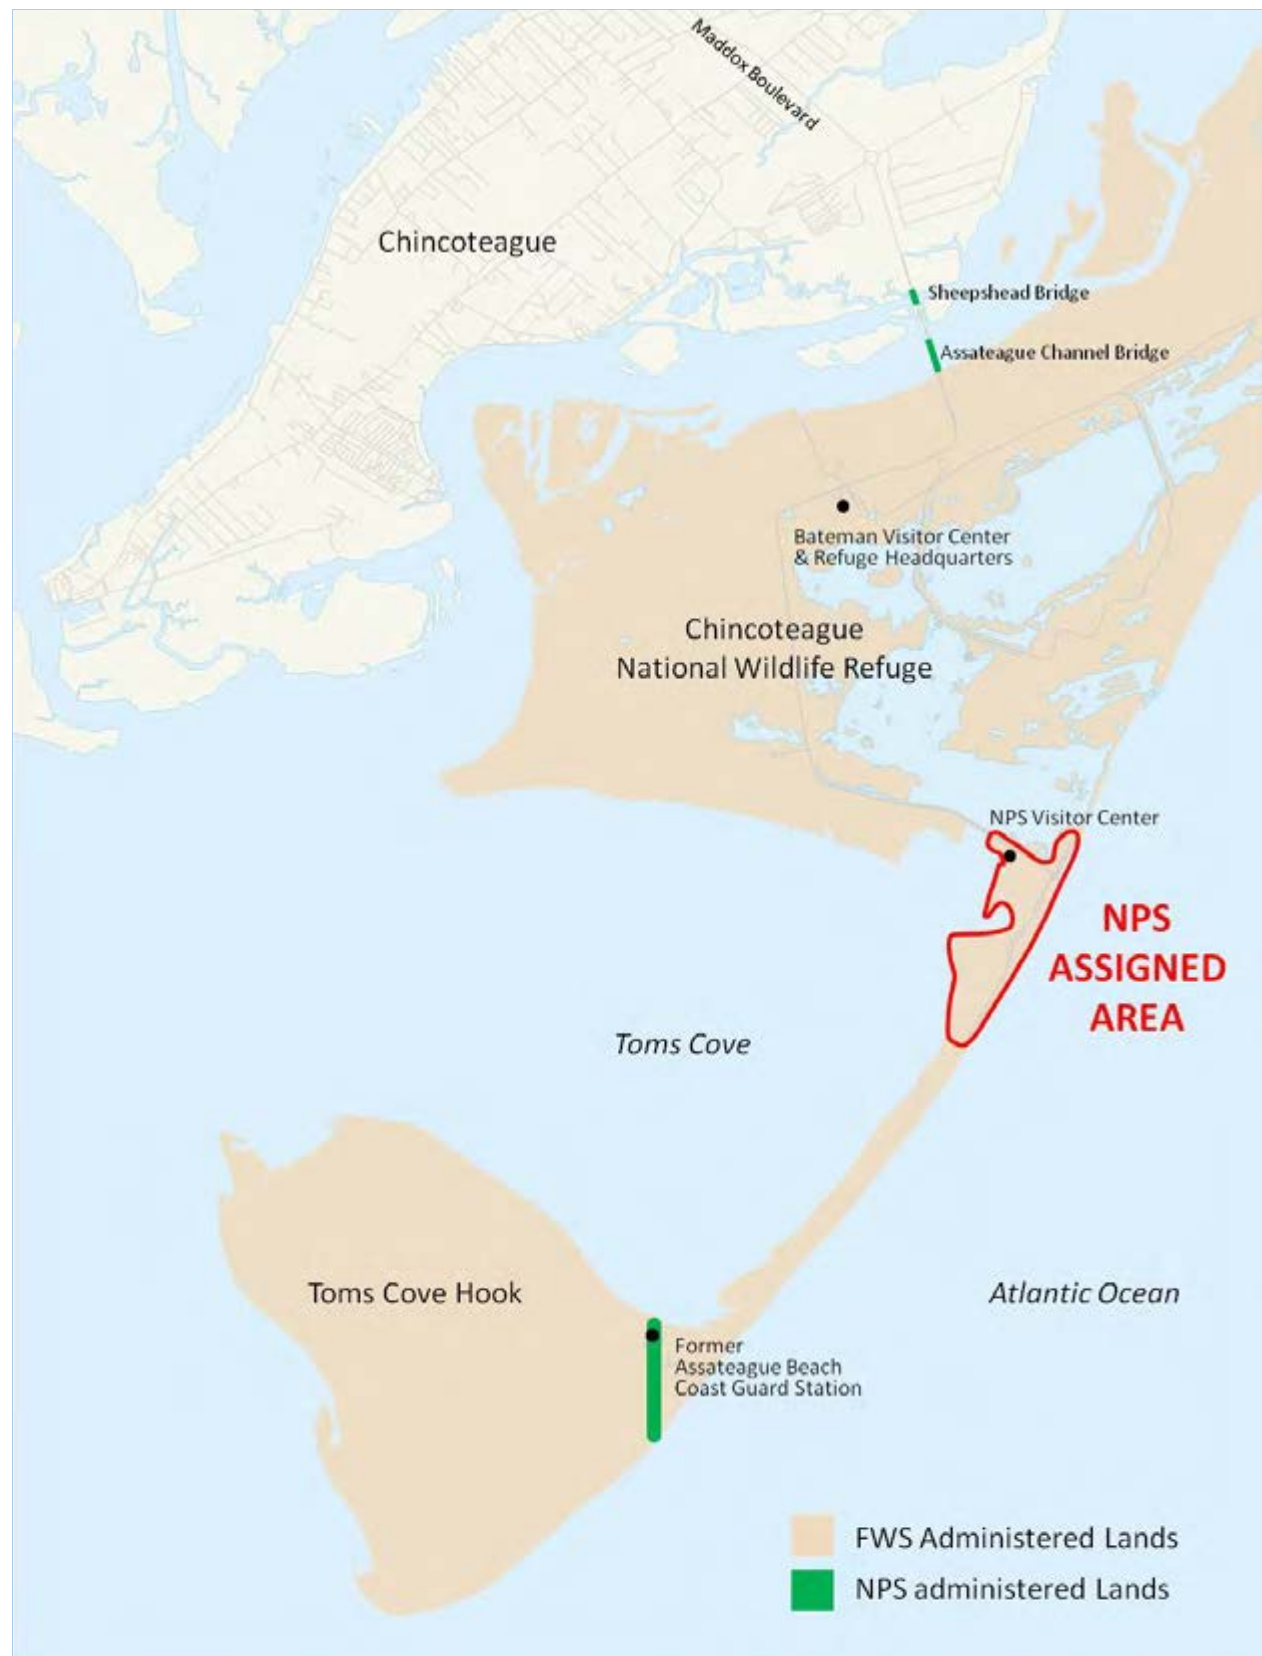 Maddox Boulevard
Chincoteague
Sheepshead Bridge
Assateague Channel Bridge
Bateman Visitor Center
& Refuge Headquarters
Chincoteague
National Wildlife Refuge
NPS Visitor Center
NPS
ASSIGNED
AREA
Toms Cove
Toms Cove Hook
Atlantic Ocean
Former
Assateague Beach
Coast Guard Station
FWS Administered Lands
NPS administered Lands